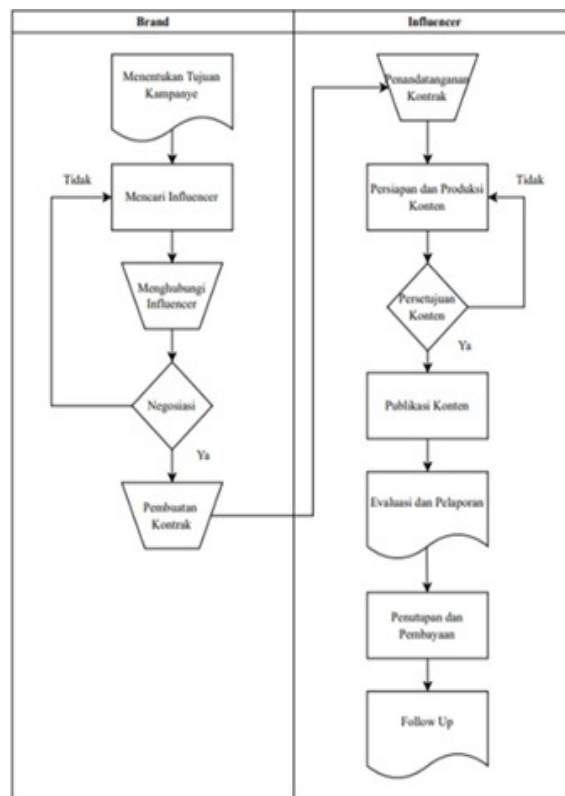 Brand
Menentukan Tujuan
Kampanye
Tidak
Mencari Influencer
Menghubungi
Influencer
Negosiasi
Ya
Pembuatan
Kontrak
Influencer
Penandatanganan
Kontrak
Persiapan dan Produksi
Konten
Tidak
Persetujuan
Konten
Ya
Publikasi Konten
Evaluasi dan Pelaporan
Penutupan dan
Pembayaan
Follow Up